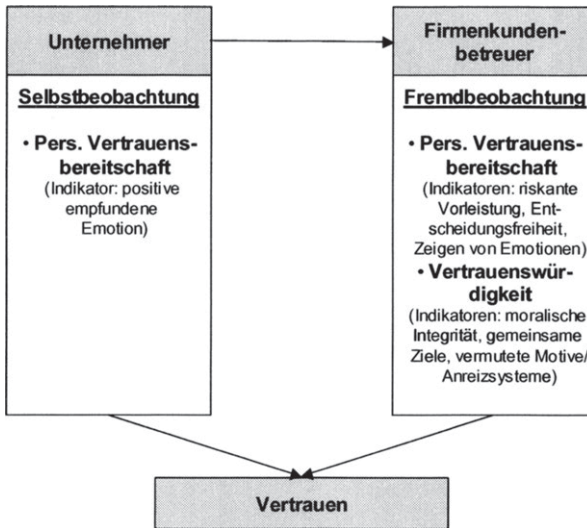 Unternehmer
Selbstbeobachtung
• Pers. Vertrauens-
bereitschaft
(Indikator: positive
empfundene
Emotion)
Firmenkunden-
betreuer
Fremdbeobachtung
• Pers. Vertrauens-
bereitschaft
(Indikatoren: riskante
Vorleistung, Ent-
scheidungsfreiheit,
Zeigen von Emotionen)
• Vertrauenswür-
digkeit
(Indikatoren: moralische
Integrität, gemeinsame
Ziele, vermutete Motive/
Anreizsysteme)
Vertrauen